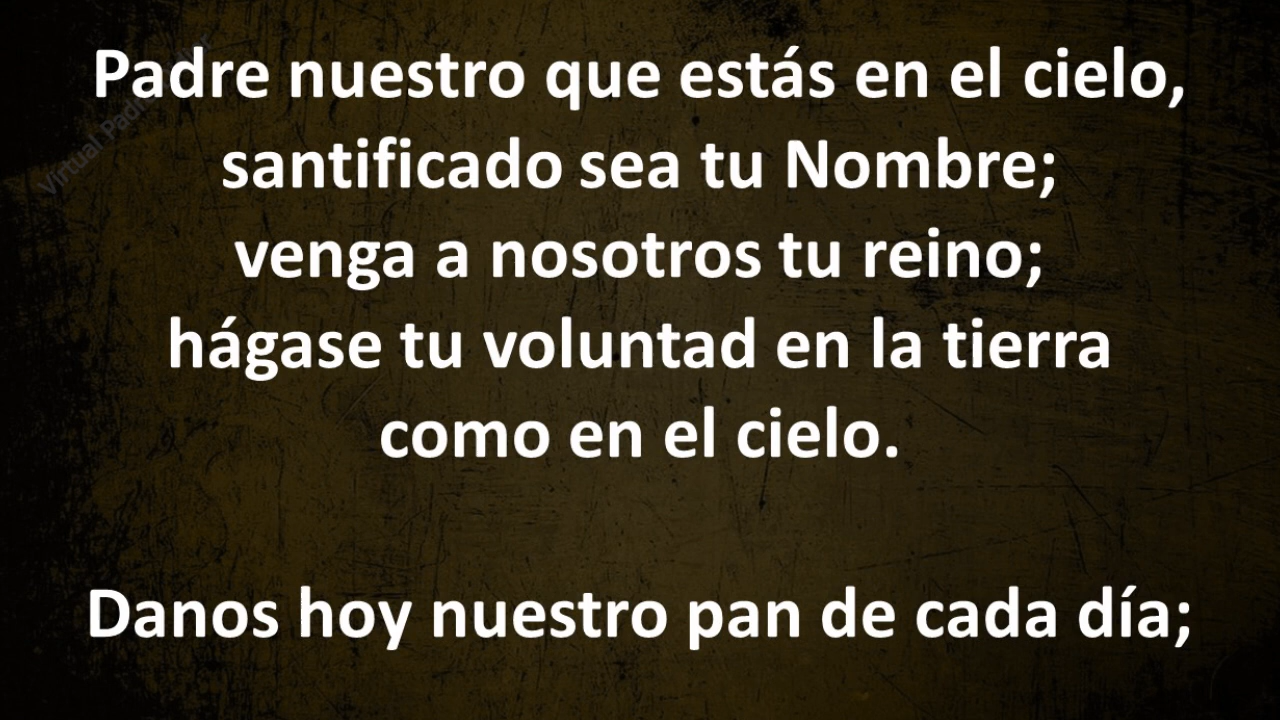 Padre nuestro que estás en el cielo,
santificado sea tu Nombre;
venga a nosotros tu reino;
hágase tu voluntad en la tierra
como en el cielo.
Danos hoy nuestro pan de cada día;
Virtual